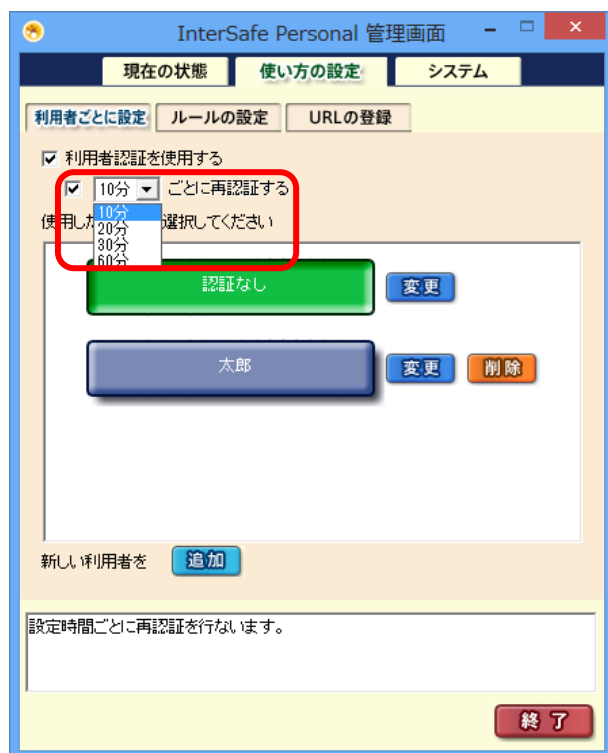 InterSafe Personal 管理画面
現在の状態 使い方の設定 システム
利用者ごとに設定 ルールの設定 URLの登録
利用者認証を使用する
10分 ごとに再認証する
10分
使用した 選択してください
20分
30分
60分
認証なし 変更
太郎 変更 削除
新しい利用者を 追加
設定時間ごとに再認証を行ないます。
終了